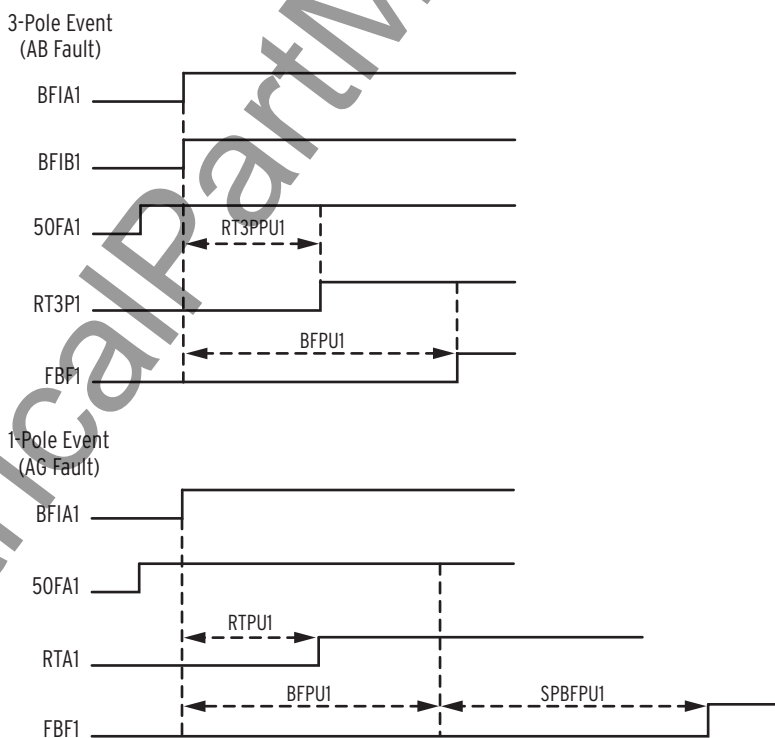 3-Pole Event
(AB Fault)
BFIA1
BFIB1
50FA1
RT3PPU1
RT3P1
BFPU1
FBF1
1-Pole Event
(AG Fault)
BFIA1
50FA1
RTPU1
RTA1
BFPU1
SPBFPU1
FBF1